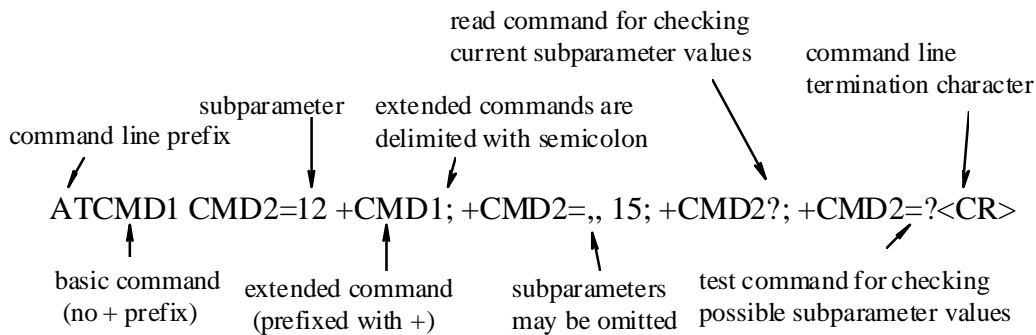 read command for checking
current subparameter values
command line
termination character
subparameter
extended commands are
delimited with semicolon
command line prefix
ATCMD1 CMD2=12 +CMD1; +CMD2=,, 15; +CMD2?; +CMD2=?<CR>
basic command
(no + prefix)
extended command
(prefixed with +)
subparameters
may be omitted
test command for checking
possible subparameter values